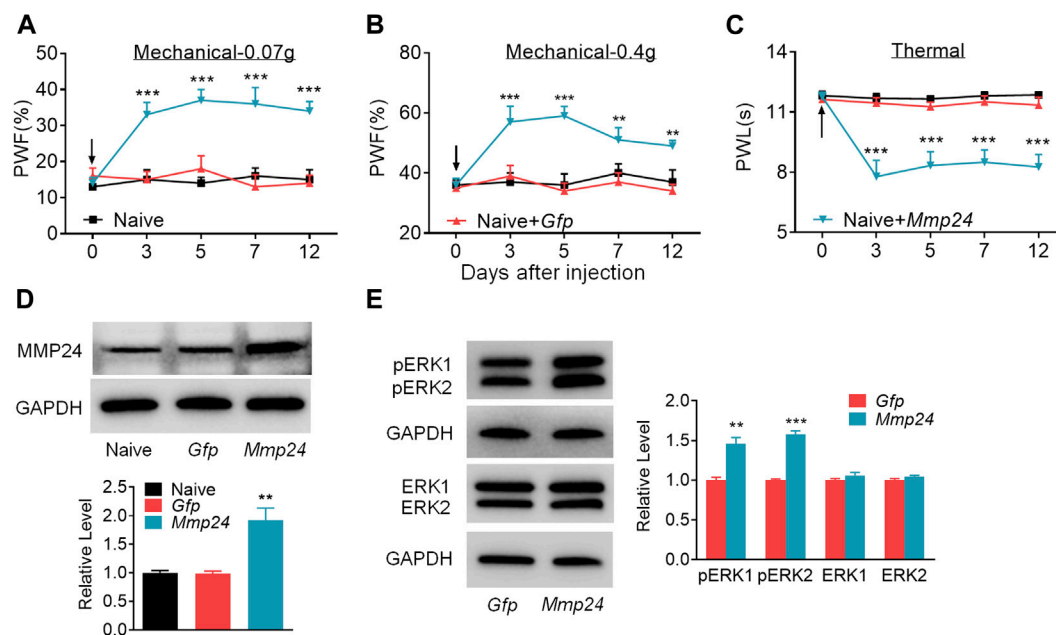 A
Mechanical-0.07g
PWF(%)
50
40
30
20
10
0
*** *** *** ***
Naive
0 3 5 7 12
B
Mechanical-0.4g
PWF(%)
80
60
40
20
*** *** ** **
Naive+Gfp
0 3 5 7 12
Days after injection
C
Thermal
PWL(s)
12
9
6
*** *** *** ***
Naive+Mmp24
0 3 5 7 12
D
MMP24
GAPDH
Naive Gfp Mmp24
Relative Level
2.5
2.0
1.5
1.0
0.5
0.0
Naive
Gfp
Mmp24
**
E
pERK1
pERK2
GAPDH
ERK1
ERK2
GAPDH
Gfp Mmp24
Relative Level
2.0
1.5
1.0
0.5
0.0
Gfp
Mmp24
** ***
pERK1 pERK2 ERK1 ERK2